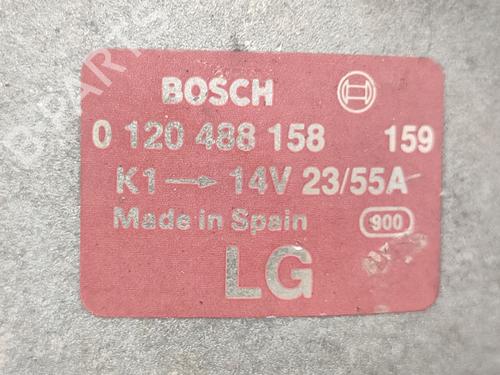 BOSCH
0 120 488 158 159
K1→ 14V 23/55A
Made in Spain 900
LG